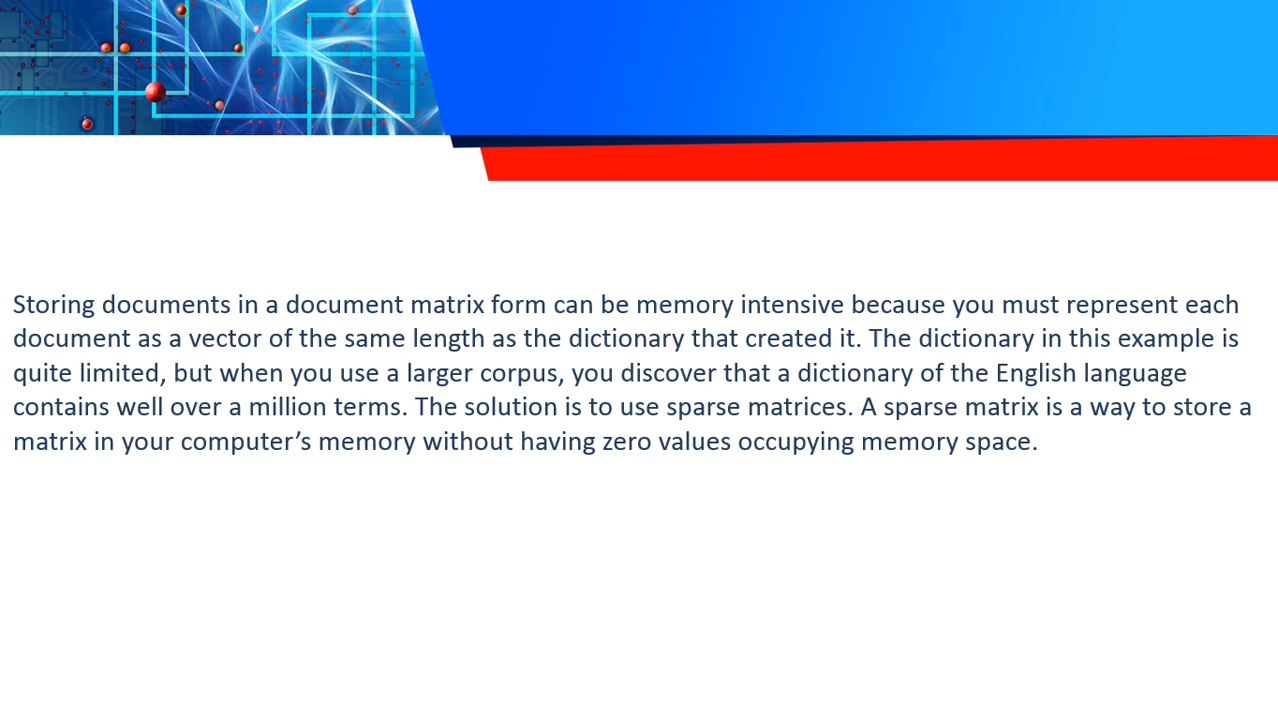 Storing documents in a document matrix form can be memory intensive because you must represent each
document as a vector of the same length as the dictionary that created it. The dictionary in this example is
quite limited, but when you use a larger corpus, you discover that a dictionary of the English language
contains well over a million terms. The solution is to use sparse matrices. A sparse matrix is a way to store a
matrix in your computer’s memory without having zero values occupying memory space.